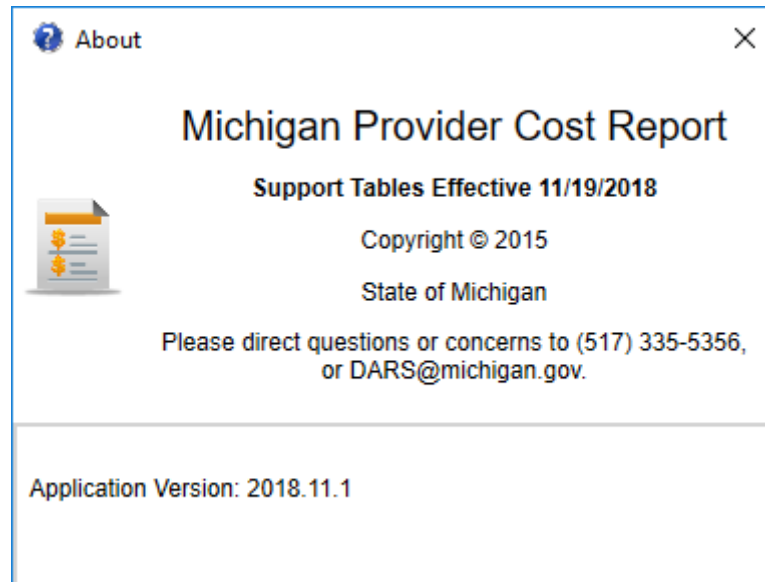 About
Michigan Provider Cost Report
Support Tables Effective 11/19/2018
Copyright © 2015
State of Michigan
Please direct questions or concerns to (517) 335-5356,
or DARS@michigan.gov.
Application Version: 2018.11.1